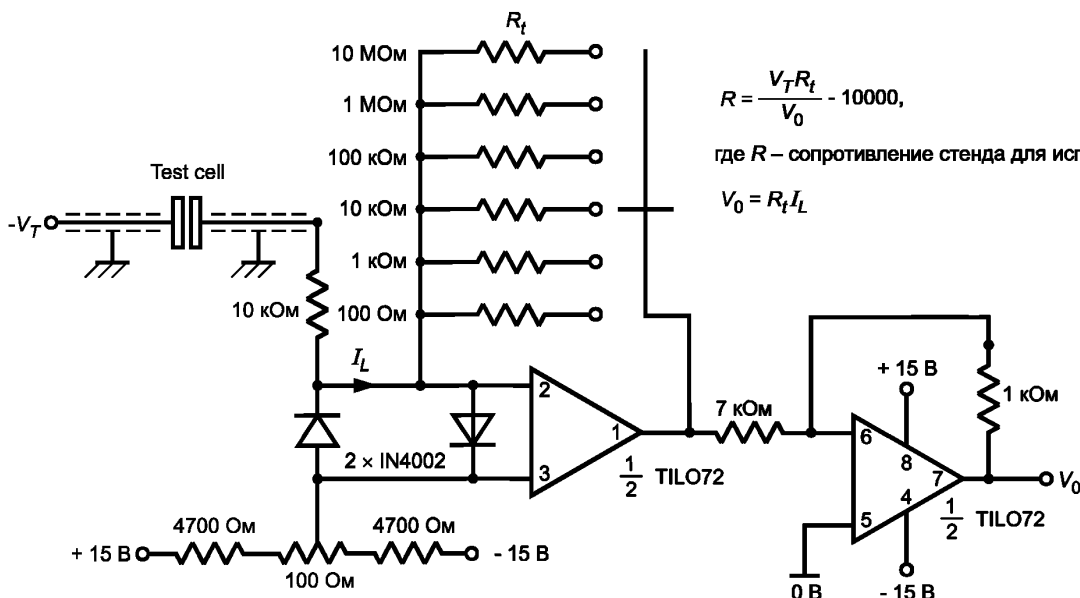 R_t
10 МОм
1 МОм
100 кОм
10 кОм
1 кОм
100 Ом
R = V_T R_t / V_0 - 10000,
где R – сопротивление стенда для исп
V_0 = R_t I_L
Test cell
-V_T
10 кОм
I_L
2
3
1
2 × IN4002
1/2 TILO72
4700 Ом
4700 Ом
+ 15 В
- 15 В
100 Ом
7 кОм
+ 15 В
1 кОм
6
8
7
5
4
V_0
1/2 TILO72
0 В
- 15 В